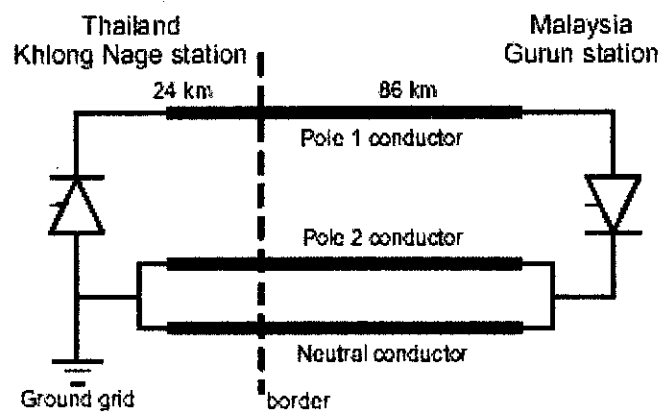 Thailand
Khlong Nage station
Malaysia
Gurun station
24 km
86 km
Pole 1 conductor
Pole 2 conductor
Neutral conductor
Ground grid
border